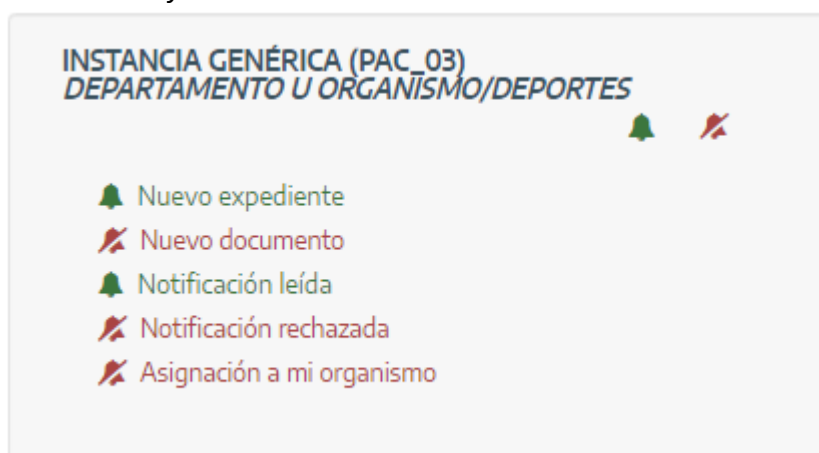 INSTANCIA GENÉRICA (PAC_03)
DEPARTAMENTO U ORGANISMO/DEPORTES
Nuevo expediente
Nuevo documento
Notificación leída
Notificación rechazada
Asignación a mi organismo